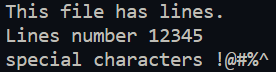 This file has lines.
Lines number 12345
special characters !@#%^